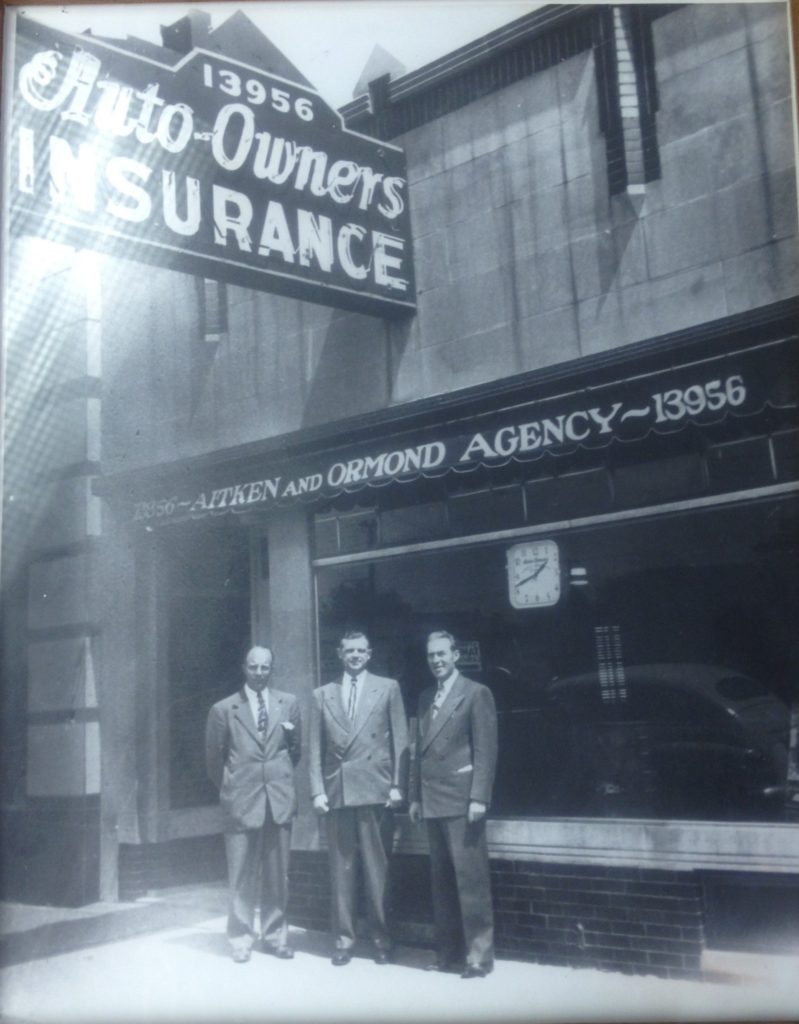 13956
Auto-Owners
INSURANCE
13956~AITKEN AND ORMOND AGENCY~13956